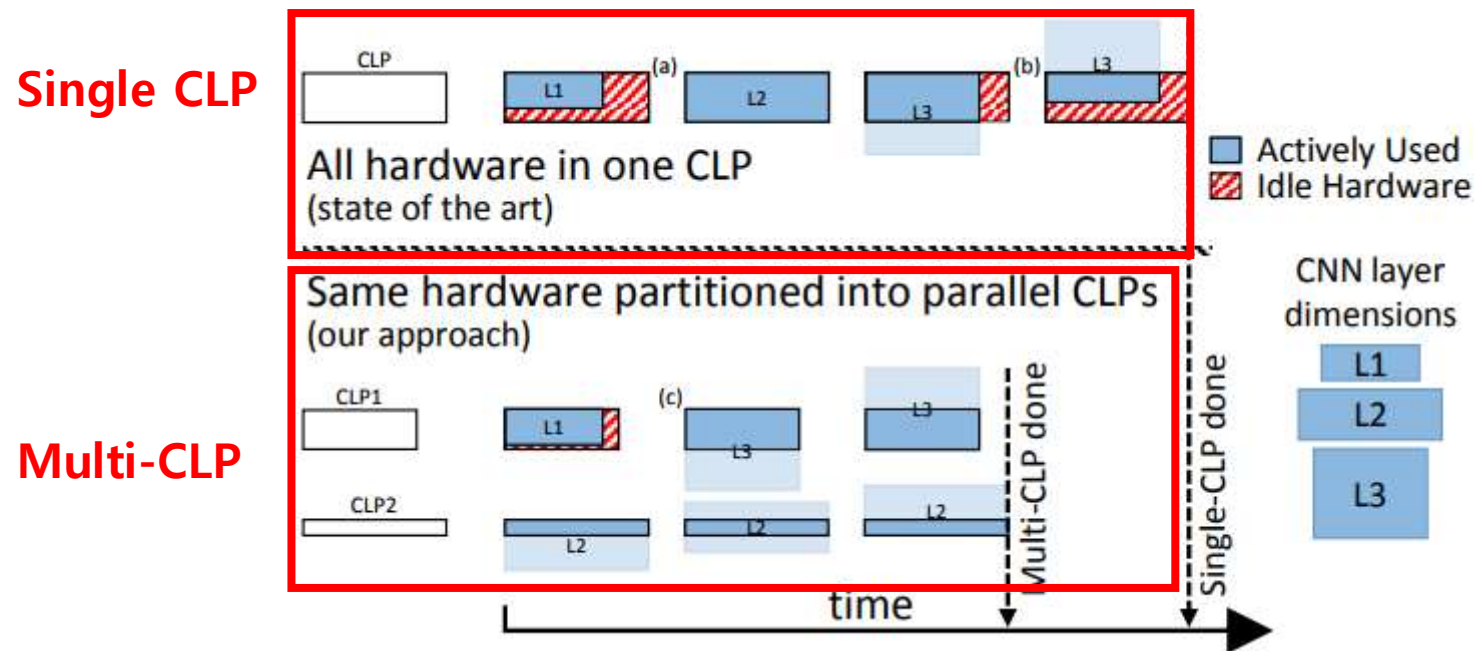 Single CLP
CLP
L1
(a)
L2
L3
(b)
L3
All hardware in one CLP
(state of the art)
Actively Used
Idle Hardware
Same hardware partitioned into parallel CLPs
(our approach)
CLP1
L1
(c)
L3
L3
Multi-CLP
CLP2
L2
L2
L2
Multi-CLP done
Single-CLP done
time
CNN layer
dimensions
L1
L2
L3